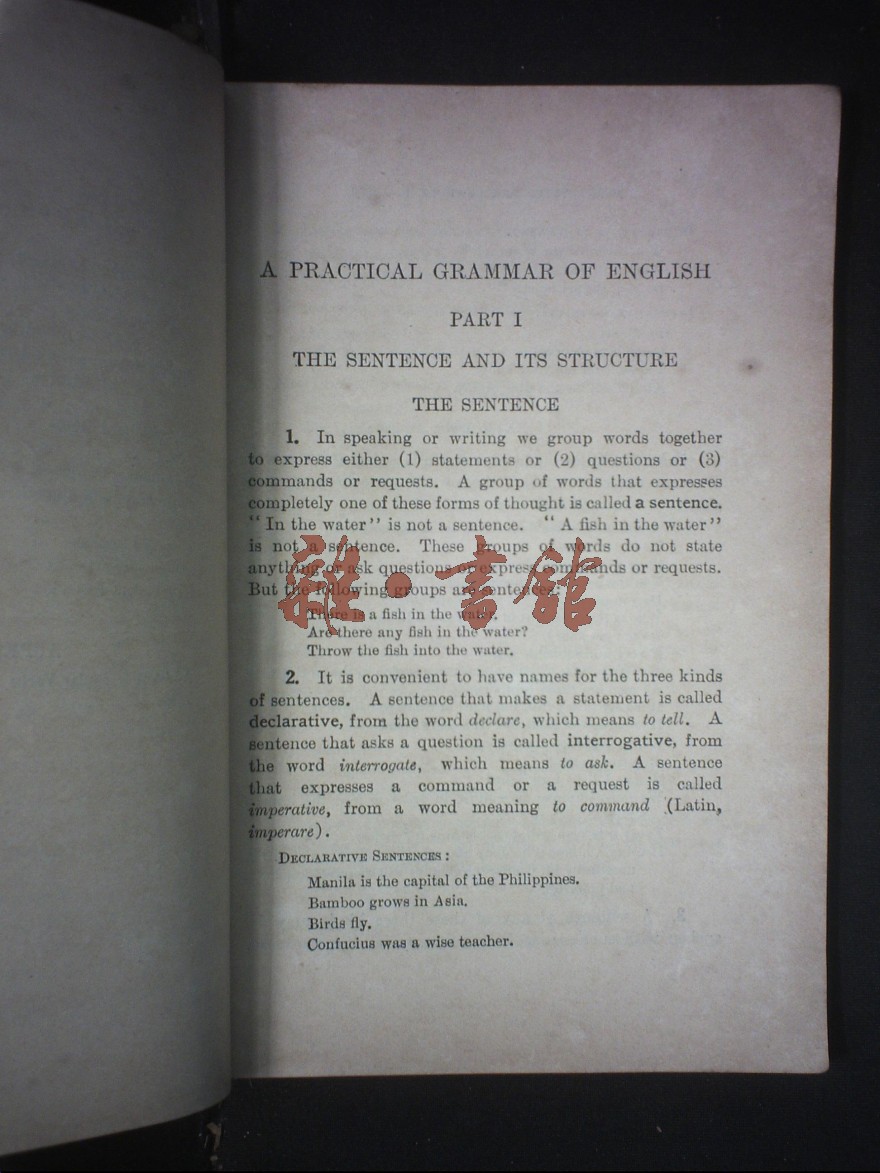 A PRACTICAL GRAMMAR OF ENGLISH
PART I
THE SENTENCE AND ITS STRUCTURE
THE SENTENCE
1. In speaking or writing we group words together
to express either (1) statements or (2) questions or (3)
commands or requests. A group of words that expresses
completely one of these forms of thought is called a sentence.
“ In the water ” is not a sentence. “ A fish in the water ”
is not a sentence. These groups of words do not state
anything or ask questions or express commands or requests.
But the following groups are sentences:
There is a fish in the water.
Are there any fish in the water?
Throw the fish into the water.
雜·書館
2. It is convenient to have names for the three kinds
of sentences. A sentence that makes a statement is called
declarative, from the word declare, which means to tell. A
sentence that asks a question is called interrogative, from
the word interrogate, which means to ask. A sentence
that expresses a command or a request is called
imperative, from a word meaning to command (Latin,
imperare).
DECLARATIVE SENTENCES :
Manila is the capital of the Philippines.
Bamboo grows in Asia.
Birds fly.
Confucius was a wise teacher.